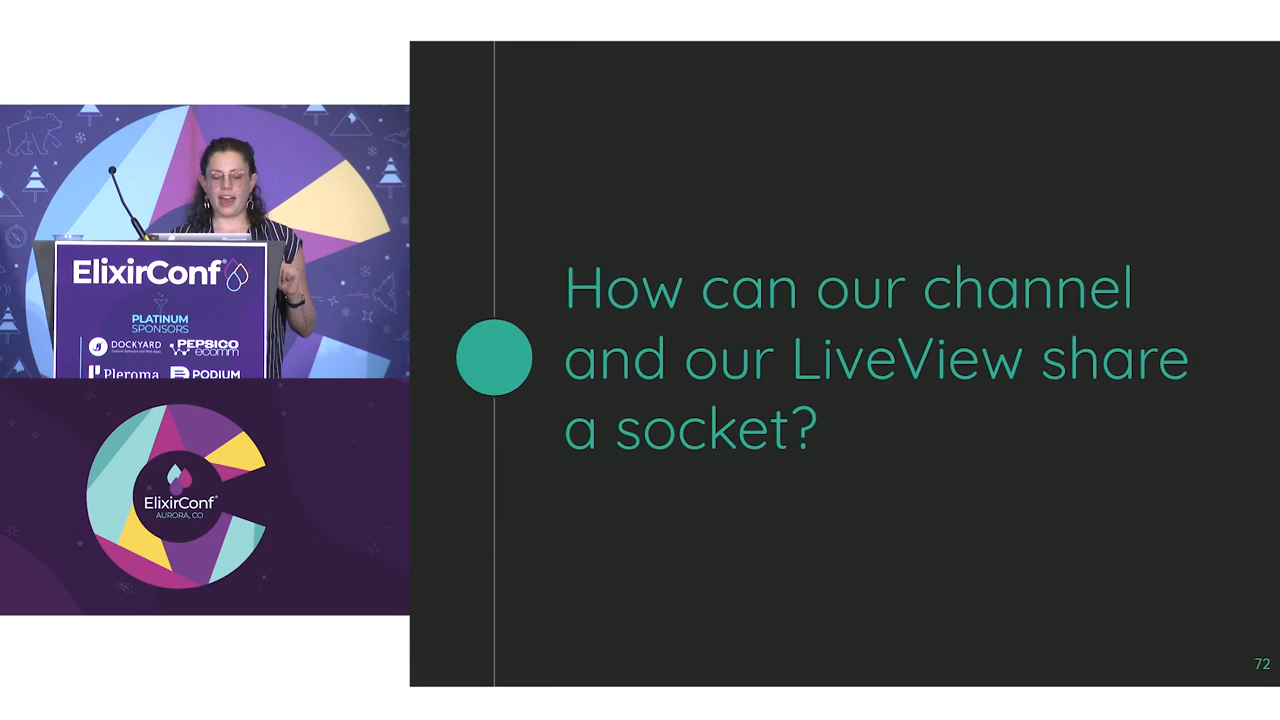 ElixirConf
PLATINUM
SPONSORS
DOCKYARD
PEPSICO
ecomm
Pleroma
PODIUM
ElixirConf
AURORA, CO
How can our channel
and our LiveView share
a socket?
72